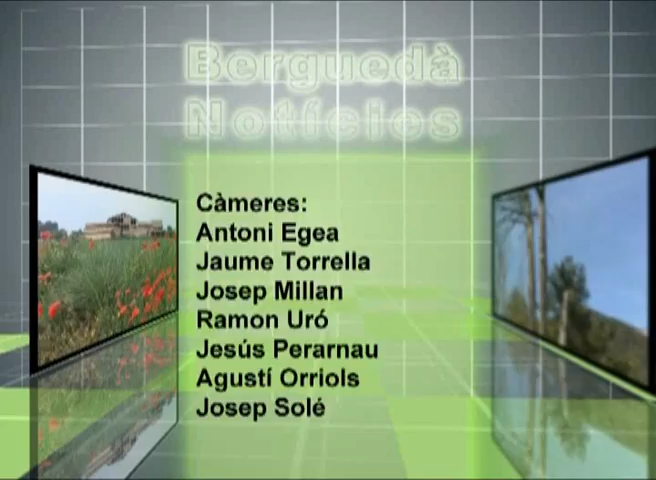 Berguedà
Notícies
Càmeres:
Antoni Egea
Jaume Torrella
Josep Millan
Ramon Uró
Jesús Perarnau
Agustí Orriols
Josep Solé